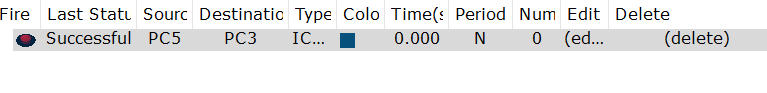 Fire Last Statu Sourc Destinatio Type Colo Time(s Period Num Edit Delete
Successful PC5 PC3 IC... 0.000 N 0 (ed... (delete)